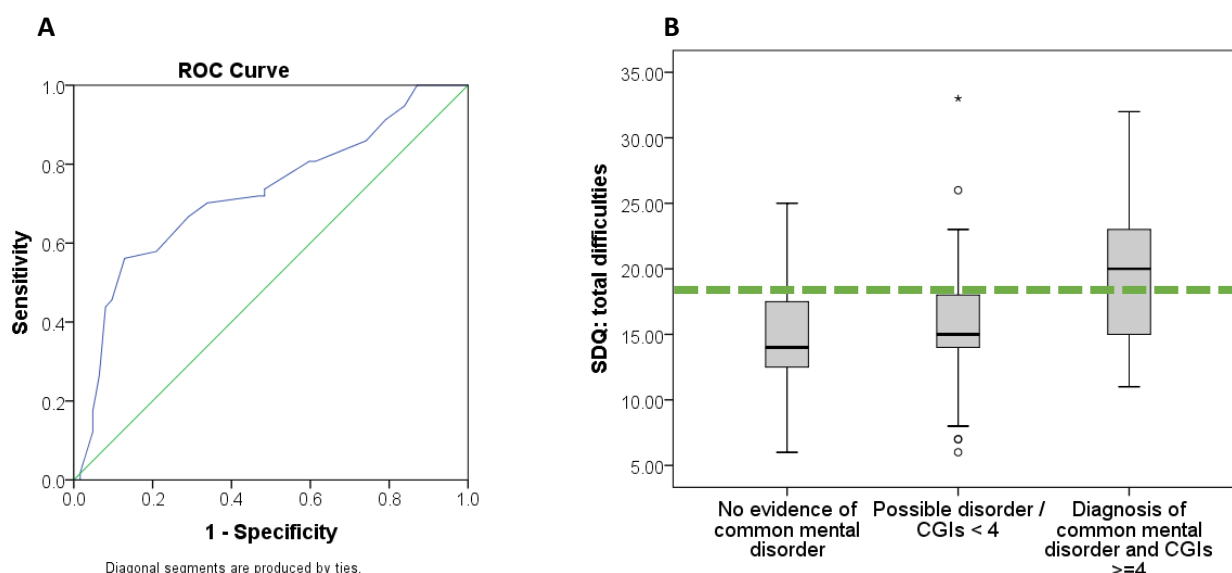 A
ROC Curve
1.0
0.8
0.6
0.4
0.2
0.0
Sensitivity
0.0 0.2 0.4 0.6 0.8 1.0
1 - Specificity
Diagonal segments are produced by ties.
B
35.00
30.00
25.00
20.00
15.00
10.00
5.00
SDQ: total difficulties
No evidence of
common mental
disorder
Possible disorder /
CGIs < 4
Diagnosis of
common mental
disorder and CGIs
>=4